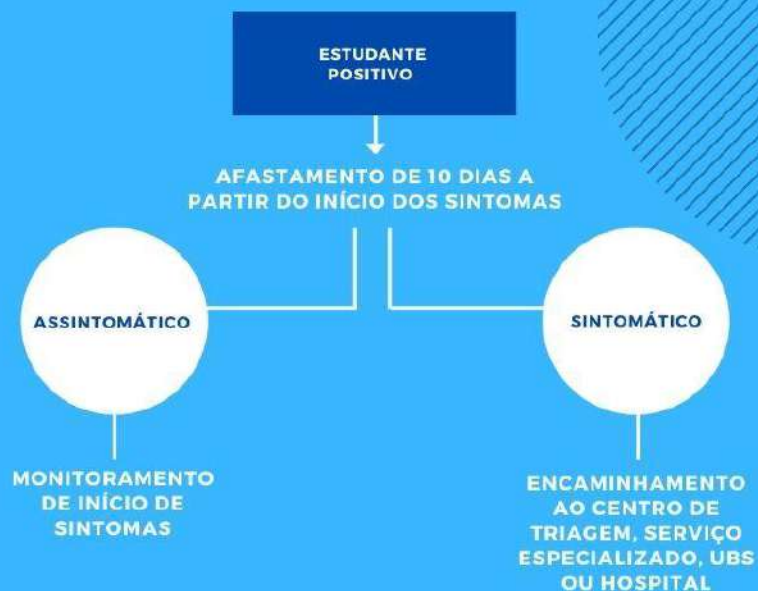 ESTUDANTE
POSITIVO
AFASTAMENTO DE 10 DIAS A
PARTIR DO INÍCIO DOS SINTOMAS
ASSINTOMÁTICO
SINTOMÁTICO
MONITORAMENTO
DE INÍCIO DE
SINTOMAS
ENCAMINHAMENTO
AO CENTRO DE
TRIAGEM, SERVIÇO
ESPECIALIZADO, UBS
OU HOSPITAL